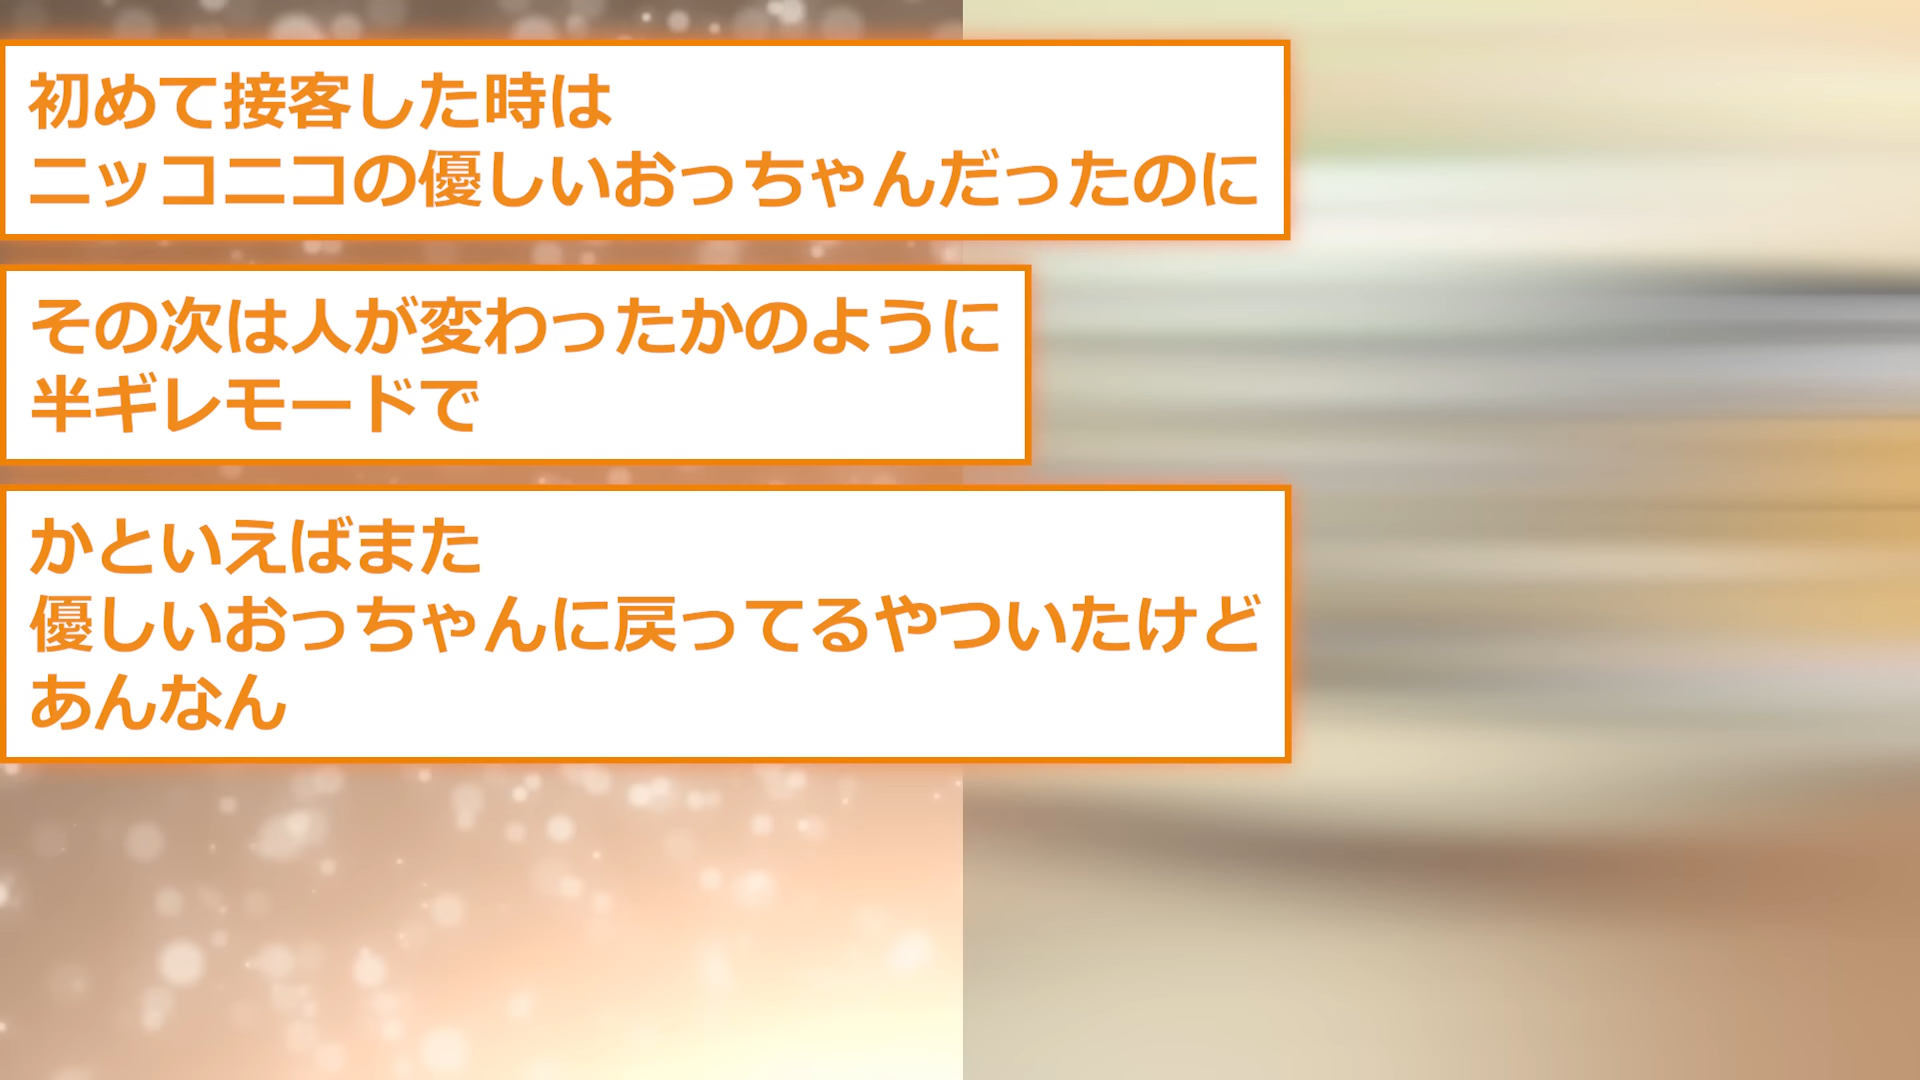 初めて接客した時は
ニッコニコの優しいおっちゃんだったのに
その次は人が変わったかのように
半ギレモードで
かといえばまた
優しいおっちゃんに戻ってるやついたけど
あんなん